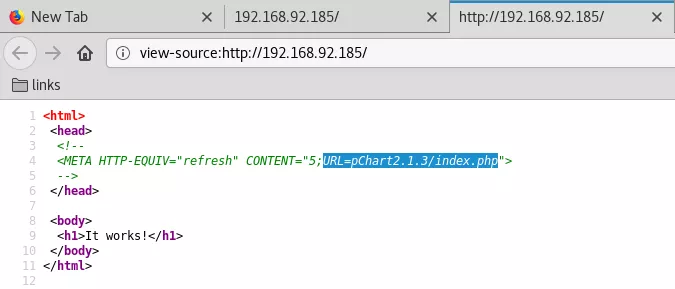 New Tab × 192.168.92.185/ × http://192.168.92.185/ ×
view-source:http://192.168.92.185/
links
1 <html>
2 <head>
3 <!--
4 <META HTTP-EQUIV="refresh" CONTENT="5;URL=pChart2.1.3/index.php">
5 -->
6 </head>
7
8 <body>
9 <h1>It works!</h1>
10 </body>
11 </html>
12